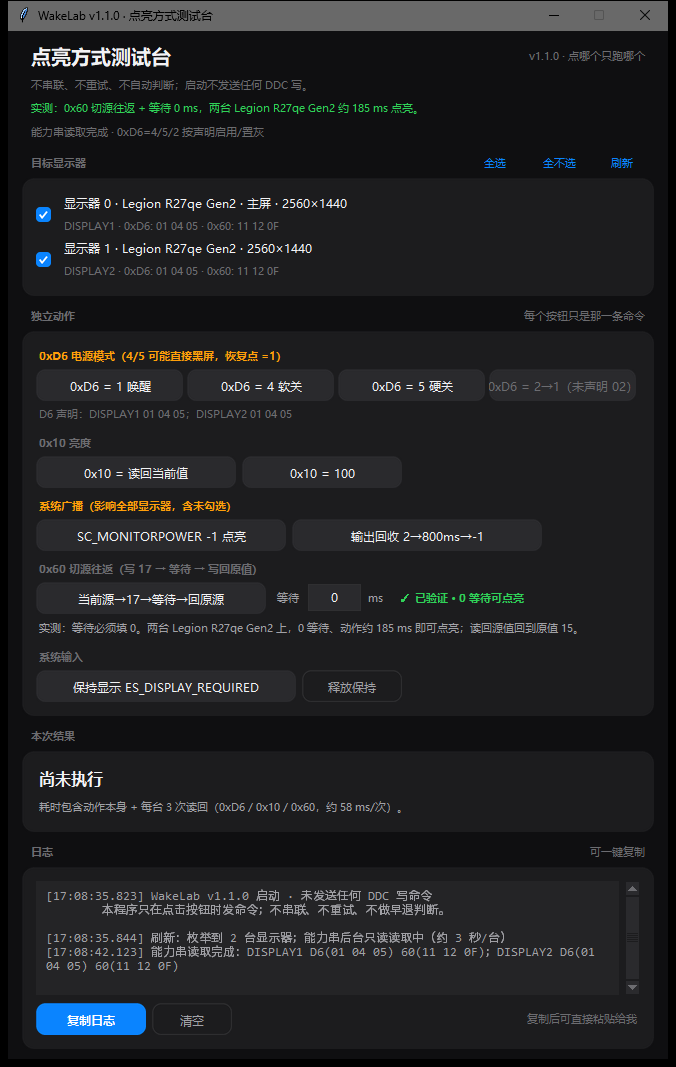 WakeLab v1.1.0 · 点亮方式测试台
点亮方式测试台
v1.1.0 · 点哪个只跑哪个
不串联、不重试、不自动判断；启动不发送任何 DDC 写。
实测：0x60 切源往返 + 等待 0 ms，两台 Legion R27qe Gen2 约 185 ms 点亮。
能力串读取完成 · 0xD6=4/5/2 按声明启用/置灰
目标显示器 全选 全不选 刷新
显示器 0 · Legion R27qe Gen2 · 主屏 · 2560×1440
DISPLAY1 · 0xD6: 01 04 05 · 0x60: 11 12 0F
显示器 1 · Legion R27qe Gen2 · 2560×1440
DISPLAY2 · 0xD6: 01 04 05 · 0x60: 11 12 0F
独立动作 每个按钮只是那一条命令
0xD6 电源模式（4/5 可能直接黑屏，恢复点 =1）
0xD6 = 1 唤醒 0xD6 = 4 软关 0xD6 = 5 硬关 0xD6 = 2→1（未声明 02）
D6 声明：DISPLAY1 01 04 05；DISPLAY2 01 04 05
0x10 亮度
0x10 = 读回当前值 0x10 = 100
系统广播（影响全部显示器，含未勾选）
SC_MONITORPOWER -1 点亮 输出回收 2→800ms→-1
0x60 切源往返（写 17 → 等待 → 写回原值）
当前源→17→等待→回原源 等待 0 ms ✓ 已验证 · 0 等待可点亮
实测：等待必须填 0。两台 Legion R27qe Gen2 上，0 等待、动作约 185 ms 即可点亮；读回源值回到原值 15。
系统输入
保持显示 ES_DISPLAY_REQUIRED 释放保持
本次结果
尚未执行
耗时包含动作本身 + 每台 3 次读回（0xD6 / 0x10 / 0x60，约 58 ms/次）。
日志 可一键复制
[17:08:35.823] WakeLab v1.1.0 启动 · 未发送任何 DDC 写命令
本程序只在点击按钮时发命令；不串联、不重试、不做早退判断。
[17:08:35.844] 刷新：枚举到 2 台显示器；能力串后台只读读取中（约 3 秒/台）
[17:08:42.123] 能力串读取完成：DISPLAY1 D6(01 04 05) 60(11 12 0F)；DISPLAY2 D6(01
04 05) 60(11 12 0F)
复制日志 清空 复制后可直接粘贴给我